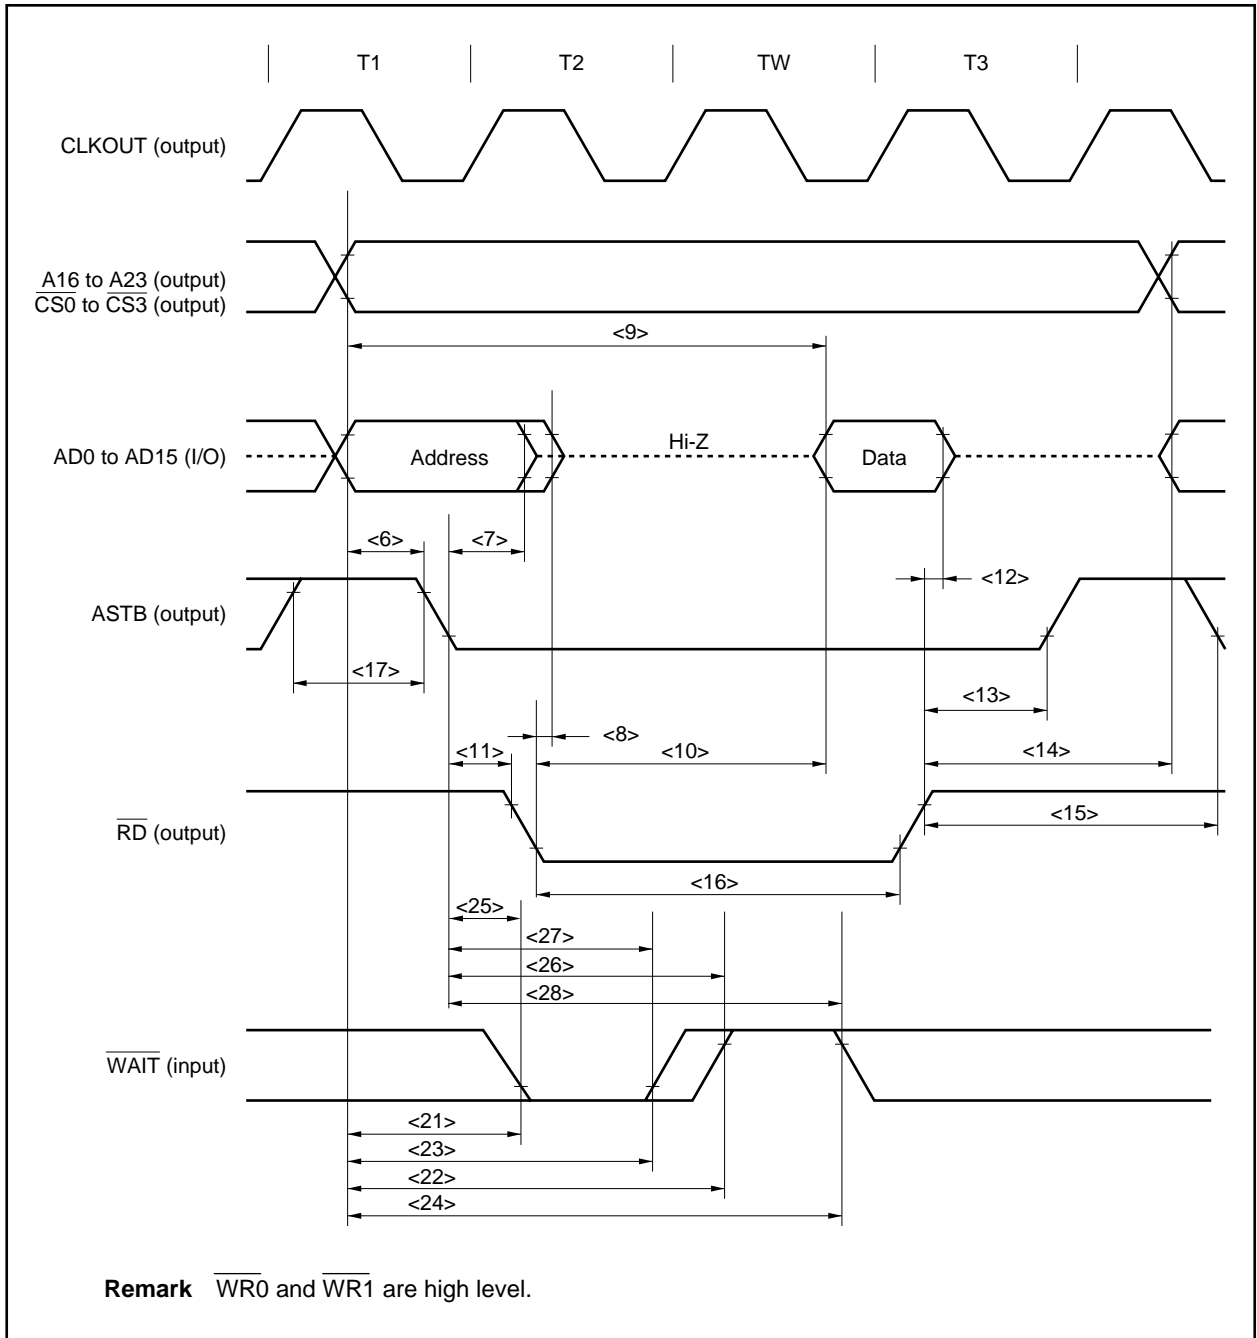 T1 T2 TW T3
CLKOUT (output)
A16 to A23 (output)
CS0 to CS3 (output)
<9>
AD0 to AD15 (I/O)
Address
Hi-Z
Data
<6>
<7>
<12>
ASTB (output)
<17>
<13>
<8>
<11>
<10>
<14>
<15>
RD (output)
<16>
<25>
<27>
<26>
<28>
WAIT (input)
<21>
<23>
<22>
<24>
Remark WR0 and WR1 are high level.